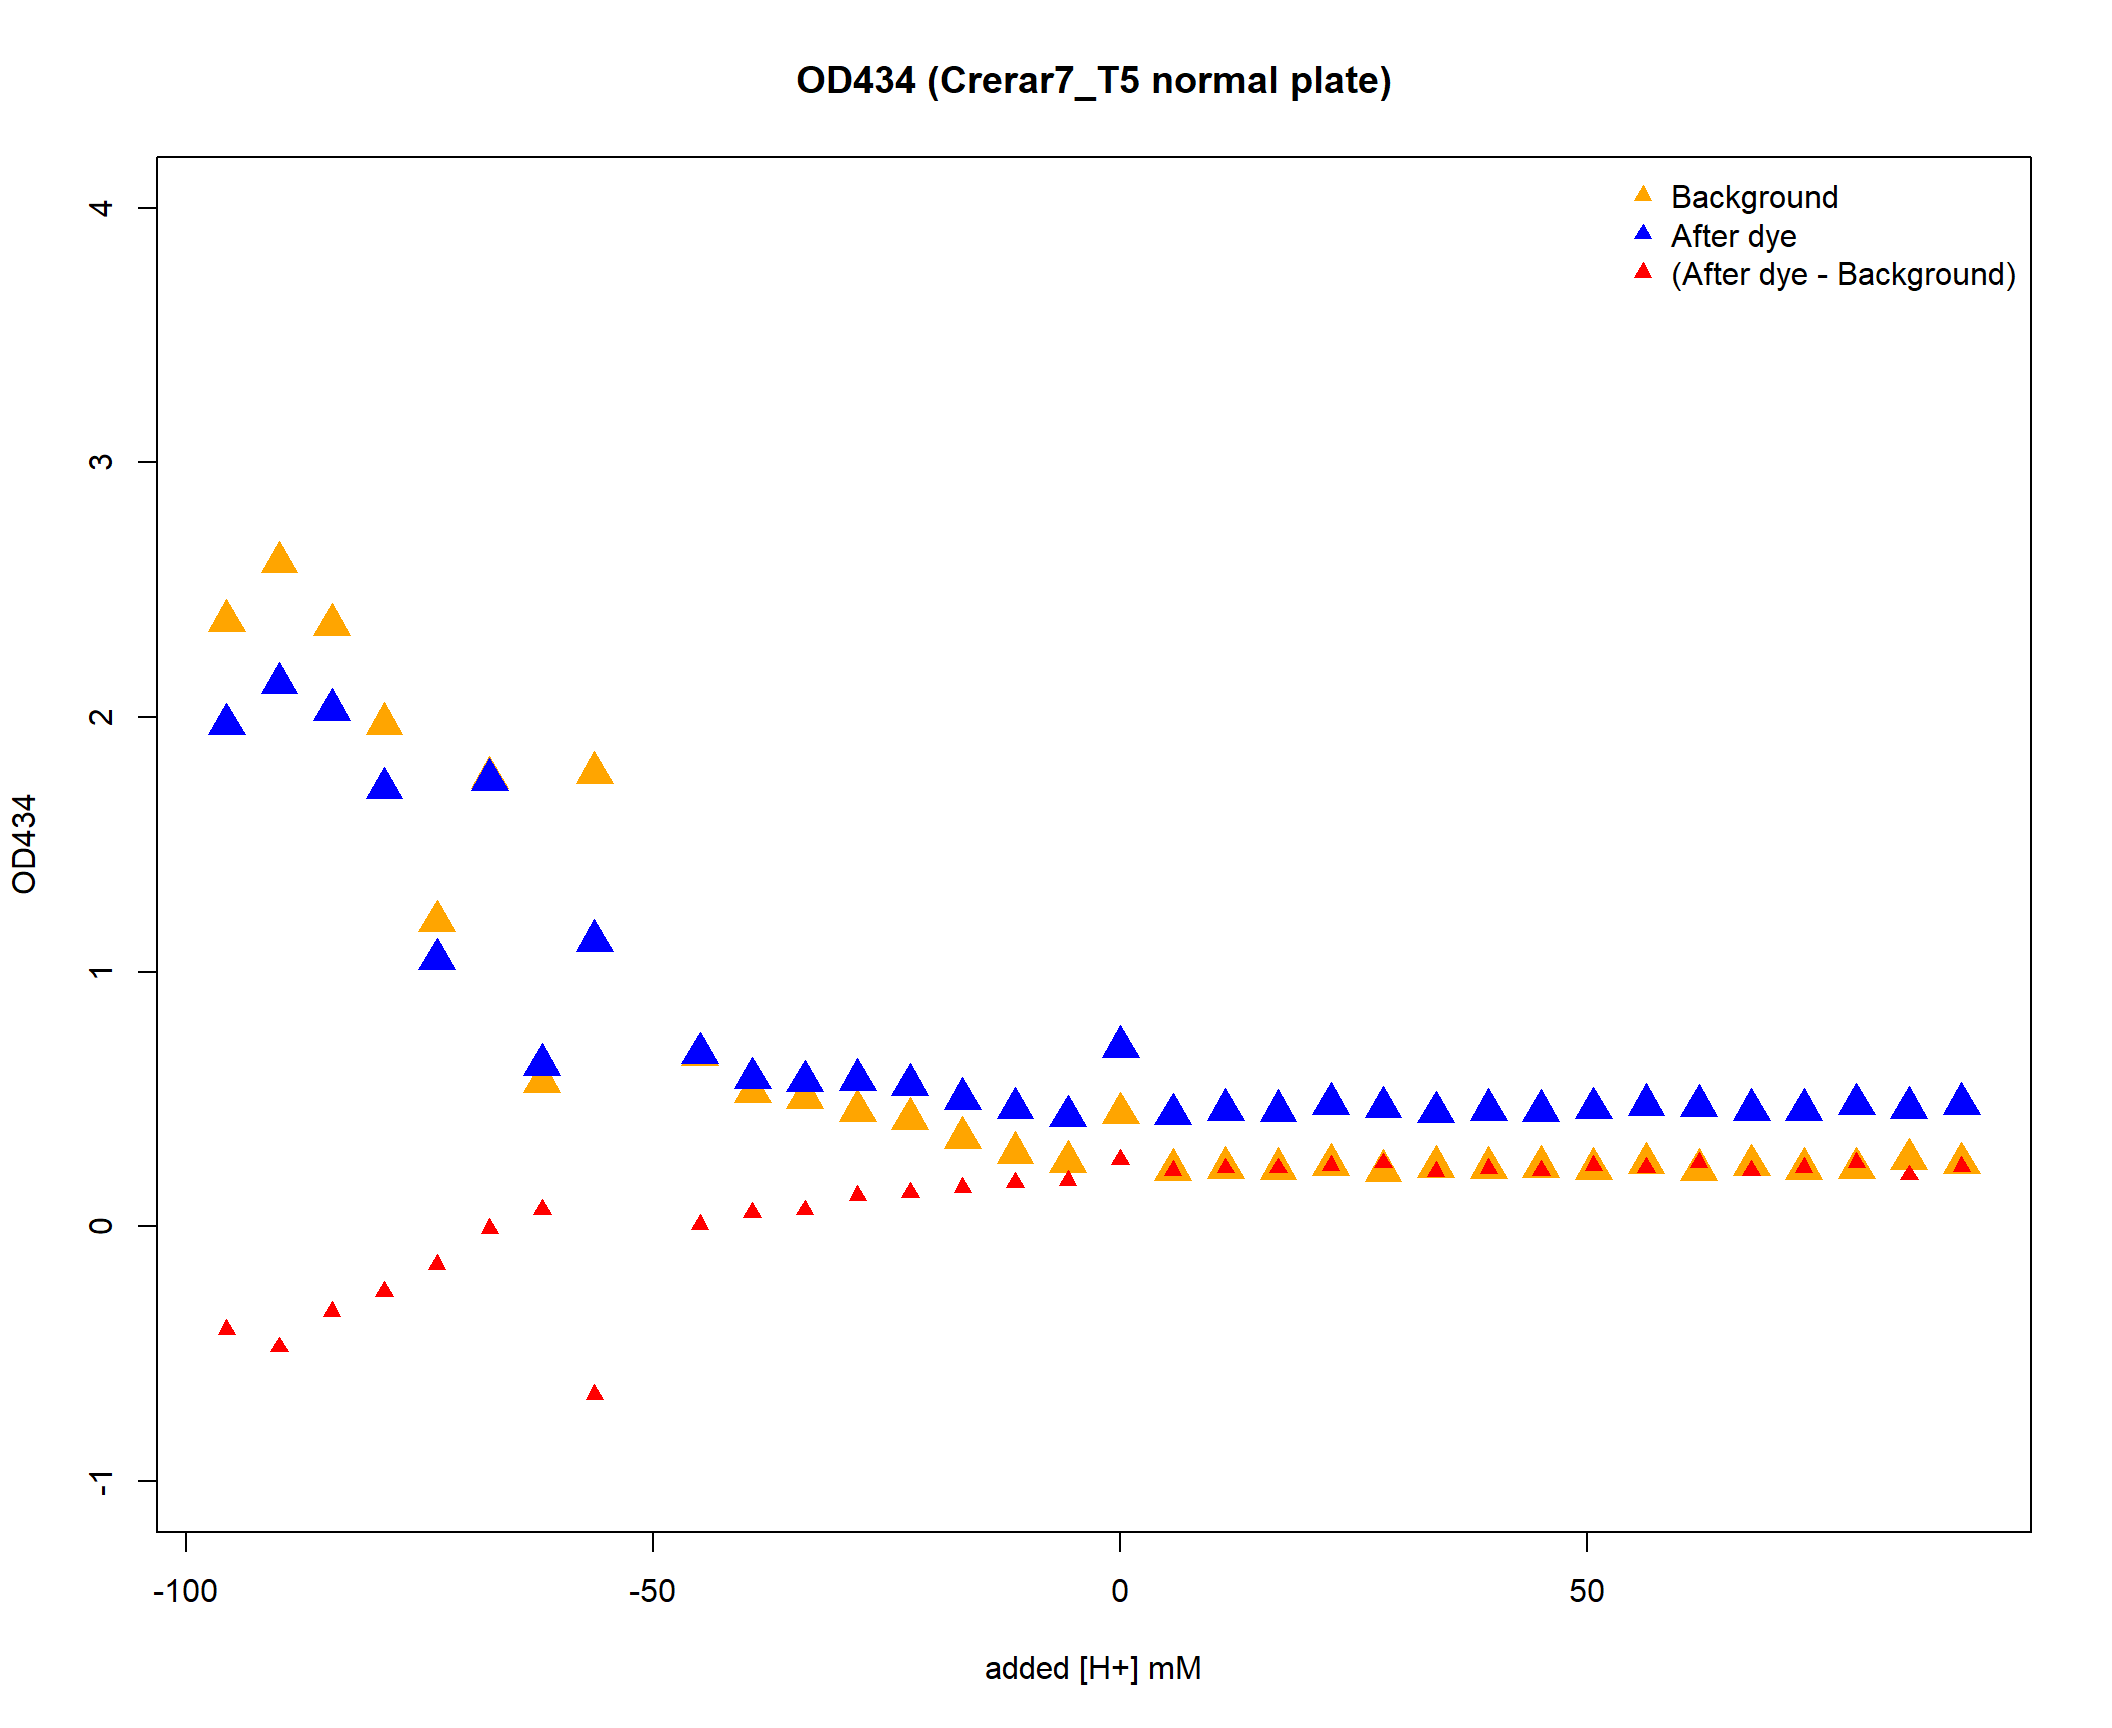 OD434 (Crerar7_T5 normal plate)
Background
After dye
(After dye - Background)
4
3
2
1
0
-1
OD434
-100
-50
0
50
added [H+] mM